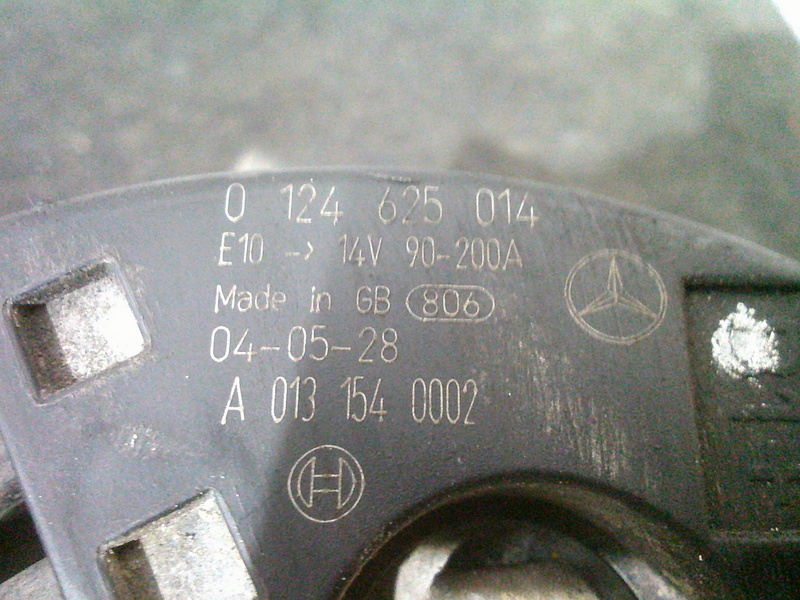 0 124 625 014
E10 -> 14V 90-200A
Made in GB 806
04-05-28
A 013 154 0002